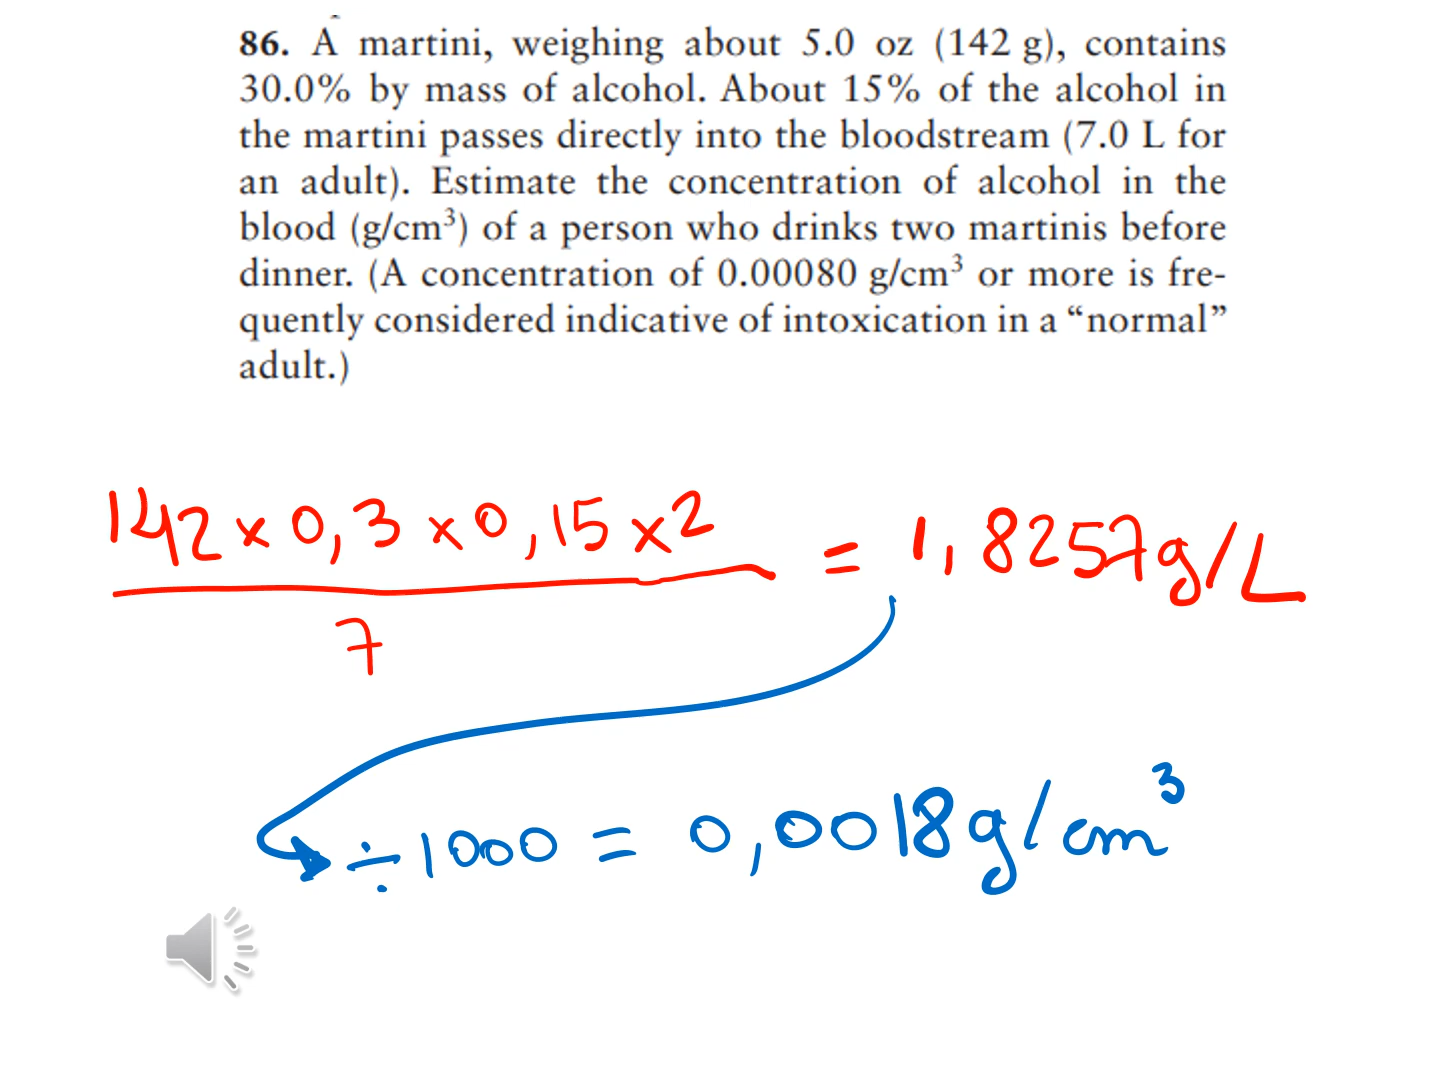 86. A martini, weighing about 5.0 oz (142 g), contains
30.0% by mass of alcohol. About 15% of the alcohol in
the martini passes directly into the bloodstream (7.0 L for
an adult). Estimate the concentration of alcohol in the
blood (g/cm³) of a person who drinks two martinis before
dinner. (A concentration of 0.00080 g/cm³ or more is fre-
quently considered indicative of intoxication in a “normal”
adult.)
142 x 0,3 x 0,15 x 2
= 1,8257g/L
7
÷ 1000 = 0,0018g/cm³